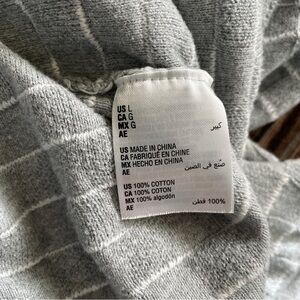 US L
CA G
MX G
AE كبير
US MADE IN CHINA
CA FABRIQUÉ EN CHINE
MX HECHO EN CHINA
AE صُنع في الصين
US 100% COTTON
CA 100% COTON
MX 100% algodón
AE 100% قطن